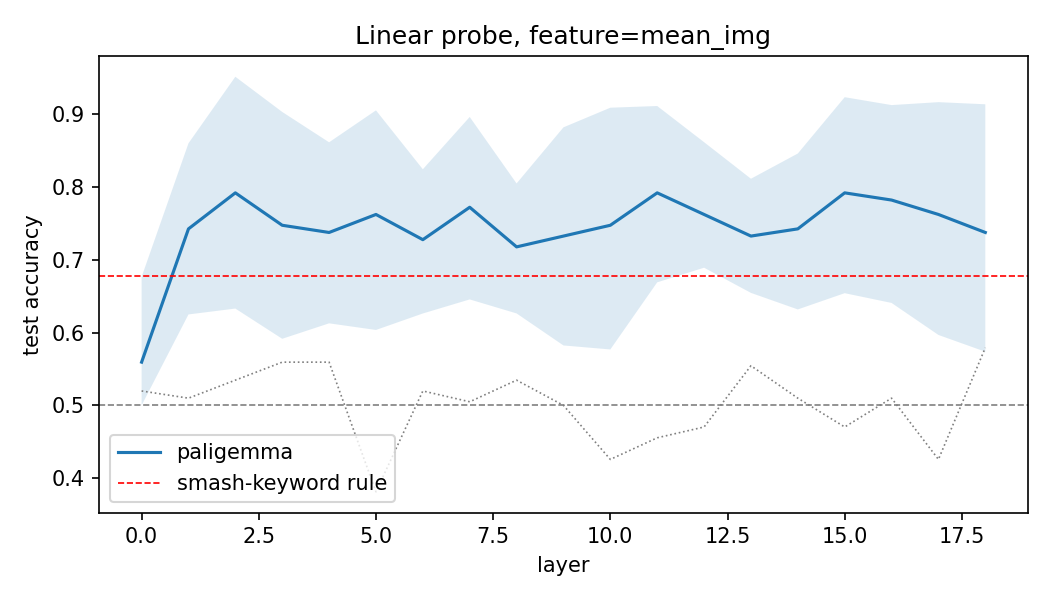 Linear probe, feature=mean_img
test accuracy
0.9
0.8
0.7
0.6
0.5
0.4
paligemma
smash-keyword rule
0.0
2.5
5.0
7.5
10.0
12.5
15.0
17.5
layer